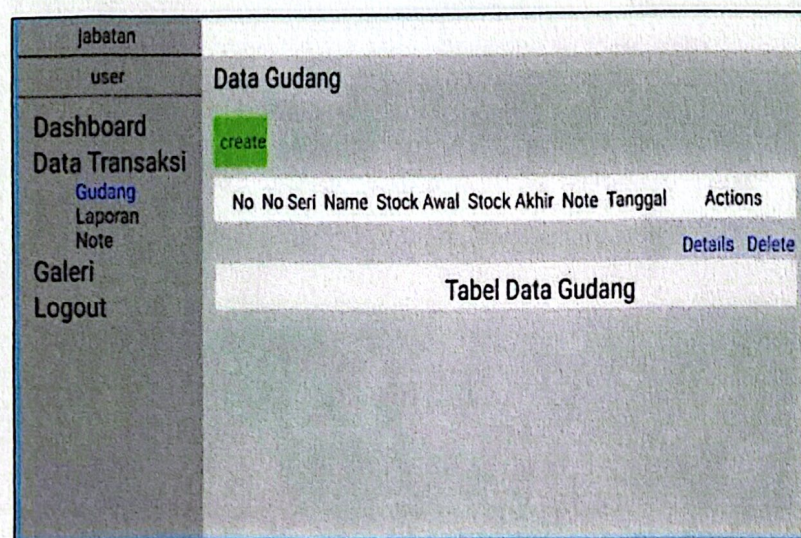 jabatan
user
Dashboard
Data Transaksi
Gudang
Laporan
Note
Galeri
Logout
Data Gudang
create
No No Seri Name Stock Awal Stock Akhir Note Tanggal Actions
Details Delete
Tabel Data Gudang